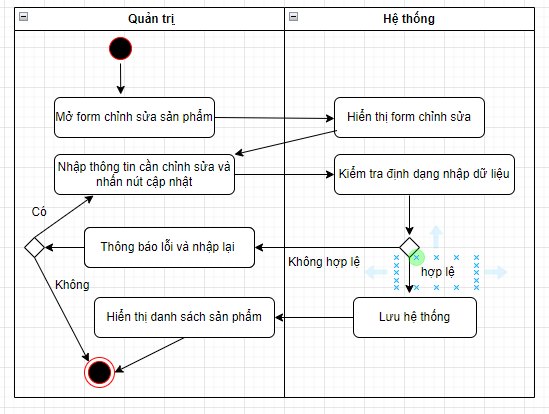 Quản trị
Hệ thống
Mở form chỉnh sửa sản phẩm
Hiển thị form chỉnh sửa
Nhập thông tin cần chỉnh sửa và
nhấn nút cập nhật
Kiểm tra định dạng nhập dữ liệu
Có
Thông báo lỗi và nhập lại
Không hợp lệ
hợp lệ
Không
Hiển thị danh sách sản phẩm
Lưu hệ thống